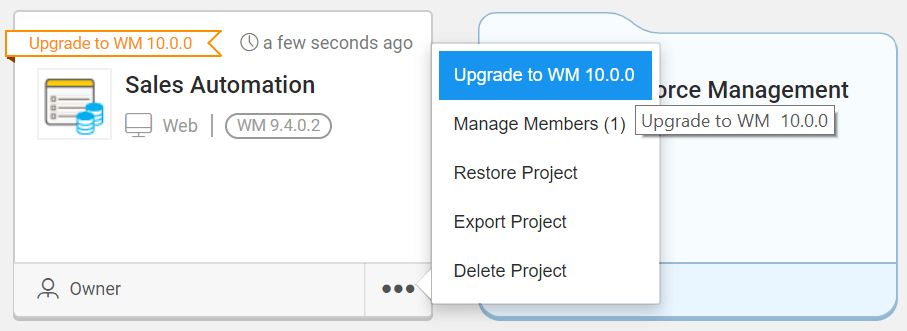 Upgrade to WM 10.0.0
a few seconds ago
Sales Automation
Web
WM 9.4.0.2
Owner
Upgrade to WM 10.0.0
Manage Members (1)
Restore Project
Export Project
Delete Project
orce Management
Upgrade to WM 10.0.0